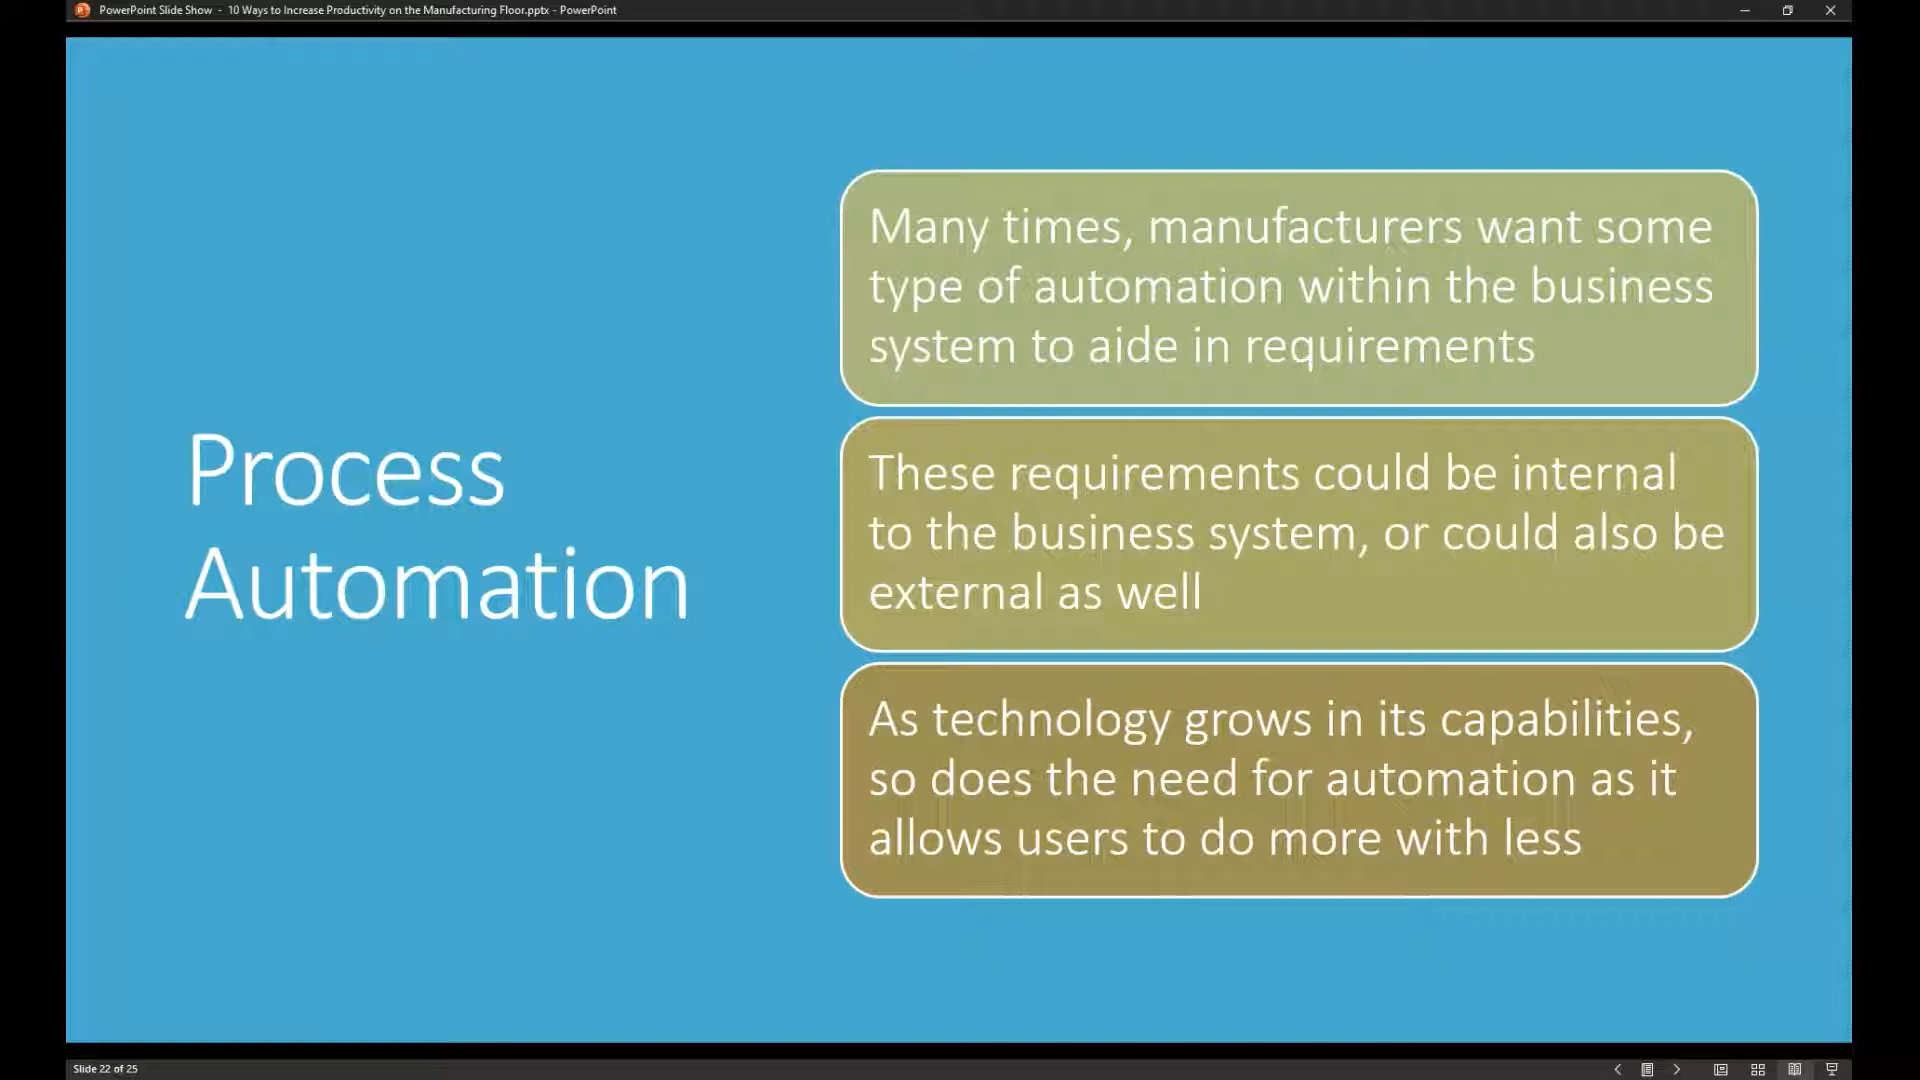 PowerPoint Slide Show - 10 Ways to Increase Productivity on the Manufacturing Floor.pptx - PowerPoint
Process
Automation
Many times, manufacturers want some
type of automation within the business
system to aide in requirements
These requirements could be internal
to the business system, or could also be
external as well
As technology grows in its capabilities,
so does the need for automation as it
allows users to do more with less
Slide 22 of 25